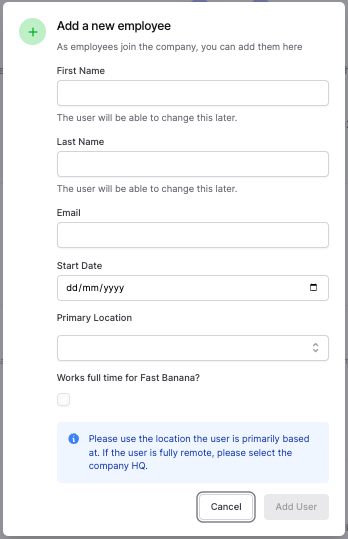 Add a new employee
As employees join the company, you can add them here
First Name
The user will be able to change this later.
Last Name
The user will be able to change this later.
Email
Start Date
dd/mm/yyyy
Primary Location
Works full time for Fast Banana?
Please use the location the user is primarily based
at. If the user is fully remote, please select the
company HQ.
Cancel
Add User